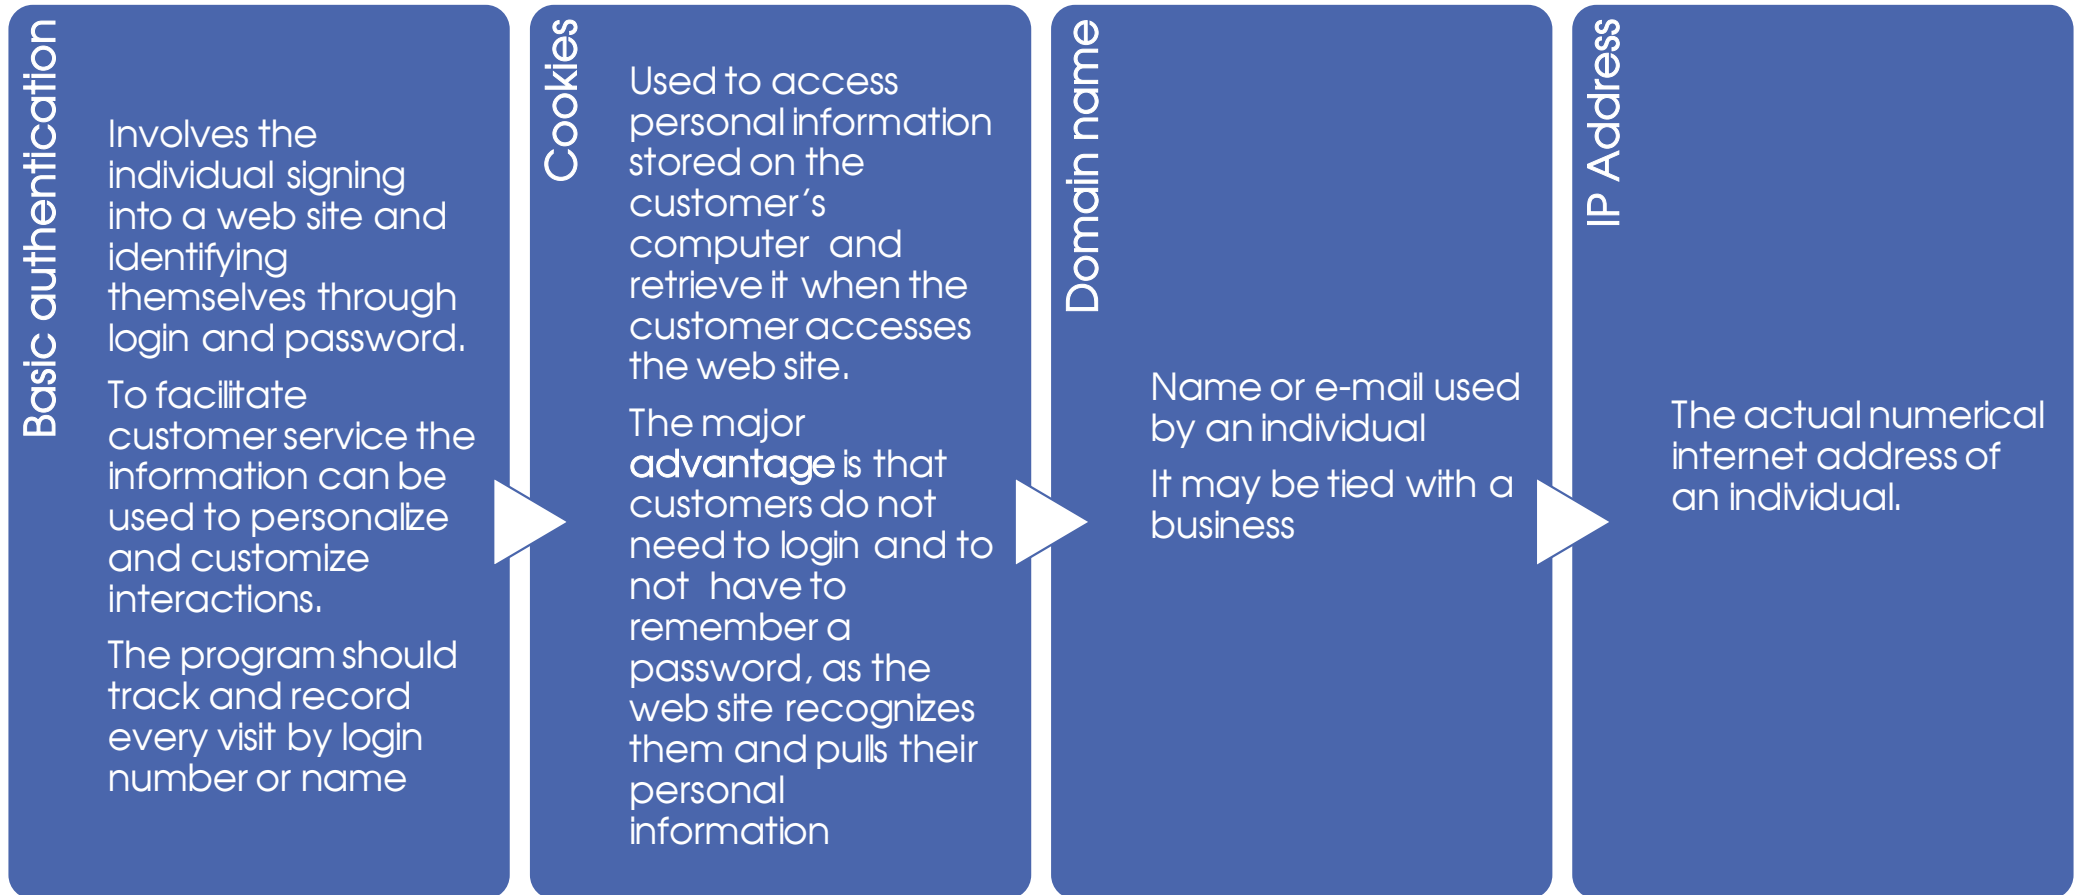 Basic authentication
Involves the
individual signing
into a web site and
identifying
themselves through
login and password.
To facilitate
customer service the
information can be
used to personalize
and customize
interactions.
The program should
track and record
every visit by login
number or name
Cookies
Used to access
personal information
stored on the
customer´s
computer and
retrieve it when the
customer accesses
the web site.
The major
advantage is that
customers do not
need to login and to
not have to
remember a
password, as the
web site recognizes
them and pulls their
personal
information
Domain name
Name or e-mail used
by an individual
It may be tied with a
business
IP Address
The actual numerical
internet address of
an individual.